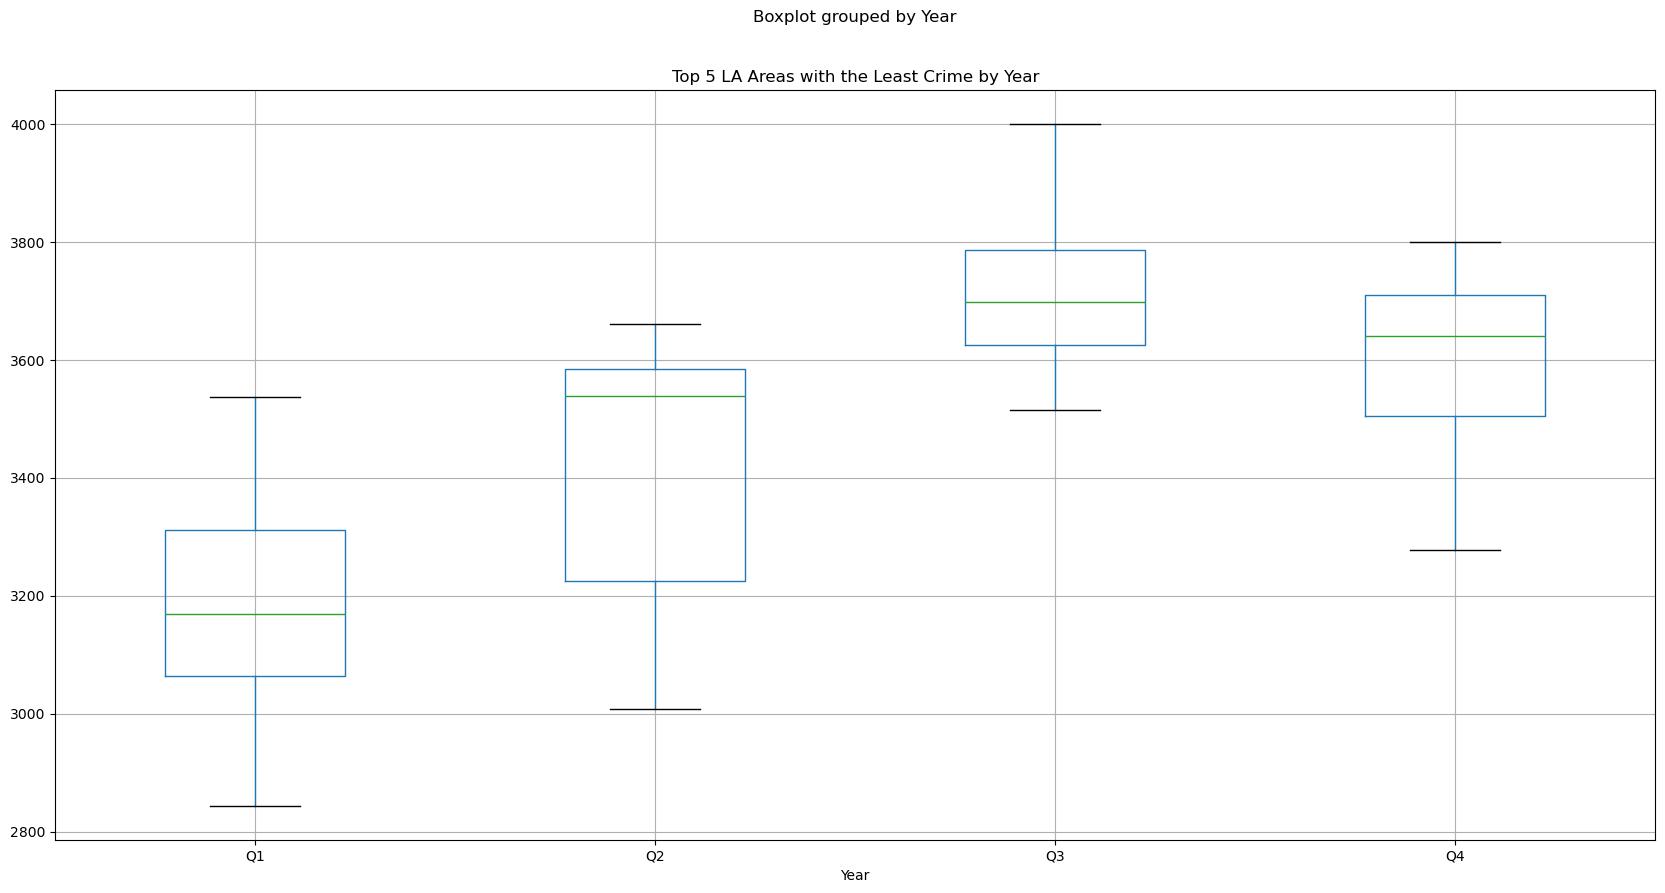 Boxplot grouped by Year
Top 5 LA Areas with the Least Crime by Year
4000
3800
3600
3400
3200
3000
2800
Q1 Q2 Q3 Q4
Year